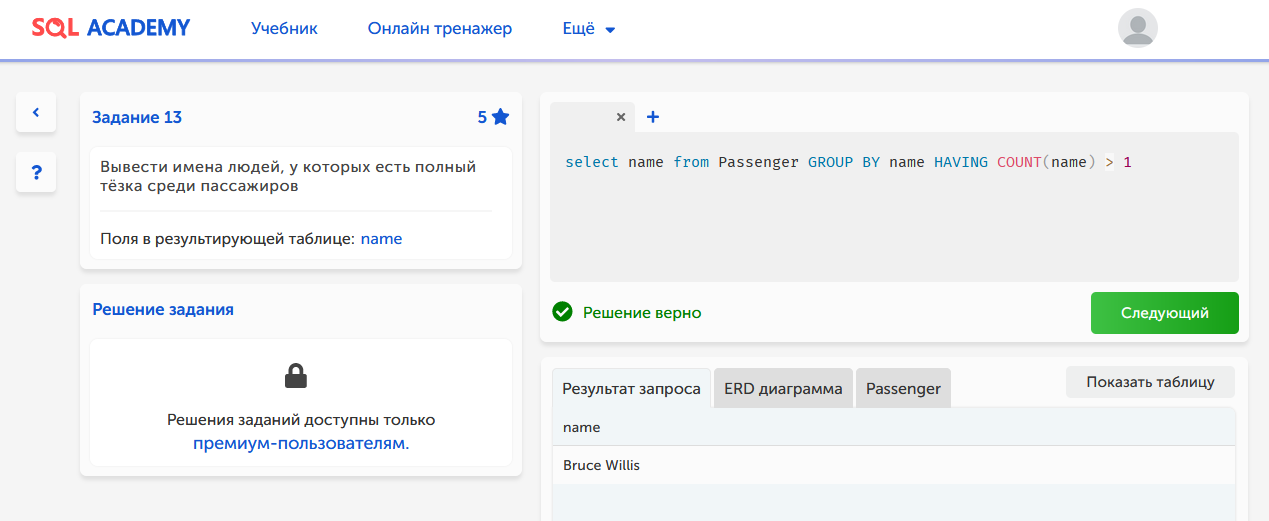 SQL ACADEMY
Учебник
Онлайн тренажер
Ещё
Задание 13
5
Вывести имена людей, у которых есть полный
тёзка среди пассажиров
Поля в результирующей таблице: name
Решение задания
Решения заданий доступны только
премиум-пользователям.
?
×
+
select name from Passenger GROUP BY name HAVING COUNT(name) > 1
Решение верно
Следующий
Результат запроса
ERD диаграмма
Passenger
Показать таблицу
name
Bruce Willis